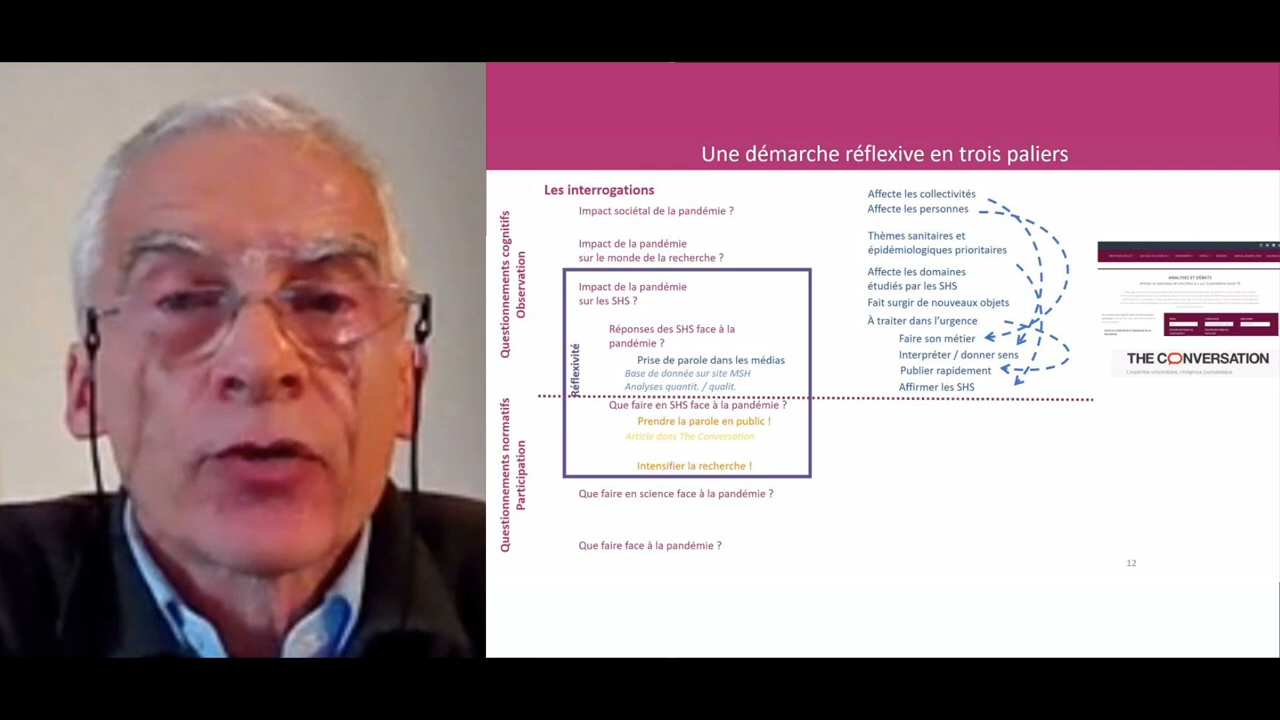 Une démarche réflexive en trois paliers
Les interrogations
Questionnements cognitifs
Observation
Impact sociétal de la pandémie ?
Impact de la pandémie
sur le monde de la recherche ?
Réflexivité
Impact de la pandémie
sur les SHS ?
Réponses des SHS face à la
pandémie ?
Prise de parole dans les médias
Base de donnée sur site MSH
Analyses quantit. / qualit.
Questionnements normatifs
Participation
Que faire en SHS face à la pandémie ?
Prendre la parole en public !
Article dans The Conversation
Intensifier la recherche !
Que faire en science face à la pandémie ?
Que faire face à la pandémie ?
Affecte les collectivités
Affecte les personnes
Thèmes sanitaires et
épidémiologiques prioritaires
Affecte les domaines
étudiés par les SHS
Fait surgir de nouveaux objets
À traiter dans l'urgence
Faire son métier
Interpréter / donner sens
Publier rapidement
Affirmer les SHS
ANALYSES ET DÉBATS
THE CONVERSATION
L'expertise universitaire, l'exigence journalistique
12